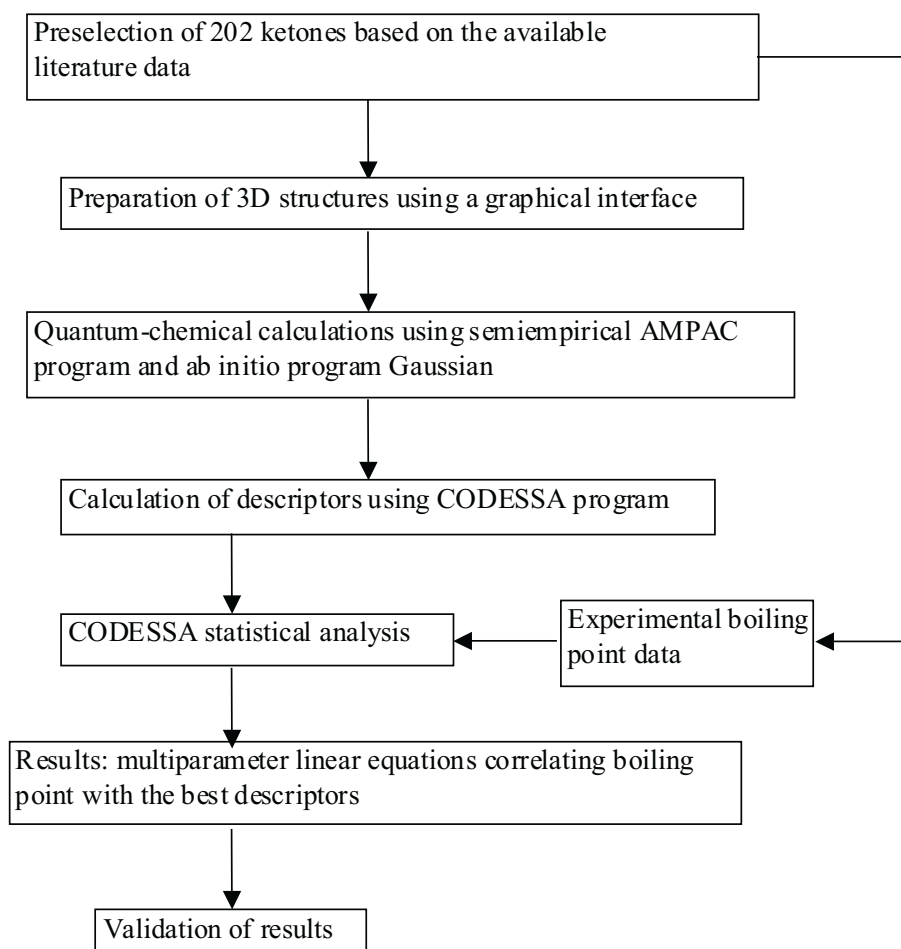 Preselection of 202 ketones based on the available
literature data
Preparation of 3D structures using a graphical interface
Quantum-chemical calculations using semiempirical AMPAC
program and ab initio program Gaussian
Calculation of descriptors using CODESSA program
CODESSA statistical analysis
Experimental boiling
point data
Results: multiparameter linear equations correlating boiling
point with the best descriptors
Validation of results